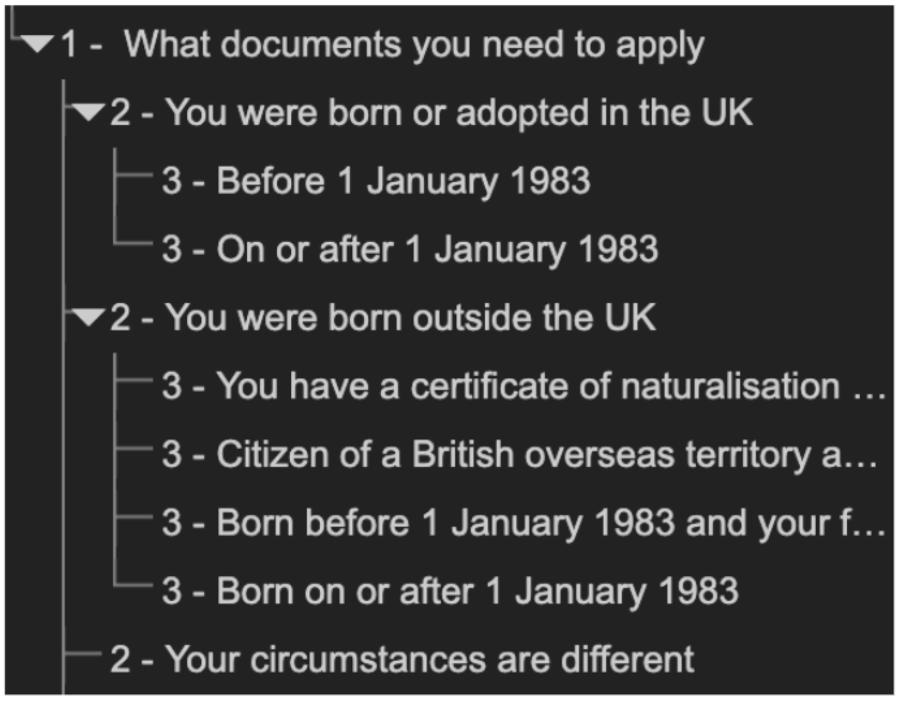 1 - What documents you need to apply
2 - You were born or adopted in the UK
3 - Before 1 January 1983
3 - On or after 1 January 1983
2 - You were born outside the UK
3 - You have a certificate of naturalisation …
3 - Citizen of a British overseas territory a…
3 - Born before 1 January 1983 and your f…
3 - Born on or after 1 January 1983
2 - Your circumstances are different